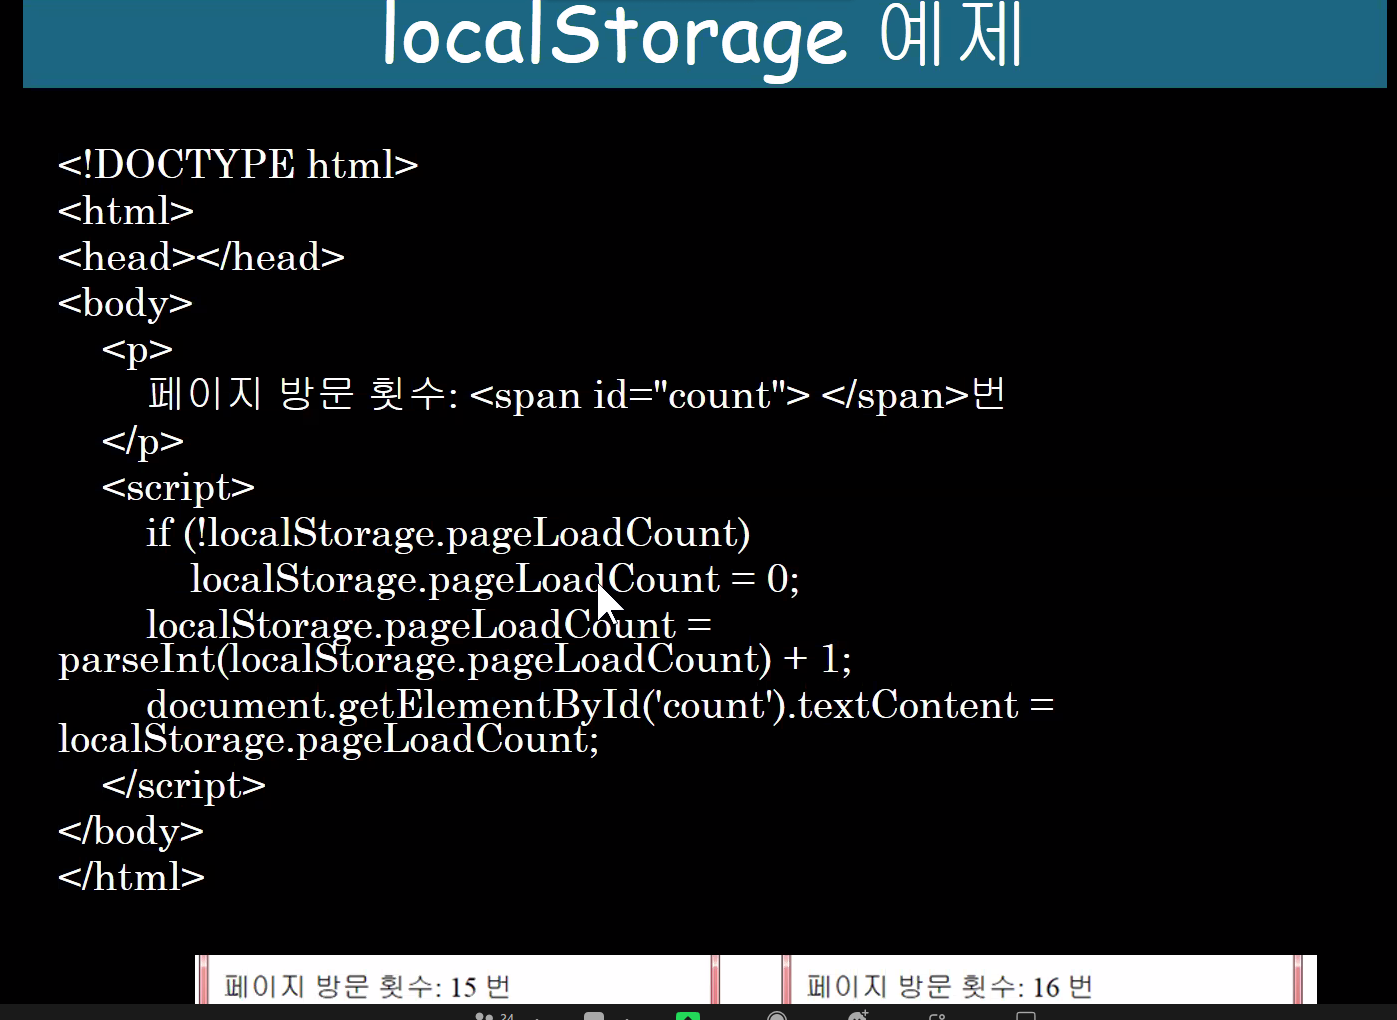 localStorage 예제
<!DOCTYPE html>
<html>
<head></head>
<body>
<p>
페이지 방문 횟수: <span id="count"> </span>번
</p>
<script>
if (!localStorage.pageLoadCount)
localStorage.pageLoadCount = 0;
localStorage.pageLoadCount =
parseInt(localStorage.pageLoadCount) + 1;
document.getElementById('count').textContent =
localStorage.pageLoadCount;
</script>
</body>
</html>
페이지 방문 횟수: 15 번
페이지 방문 횟수: 16 번
24